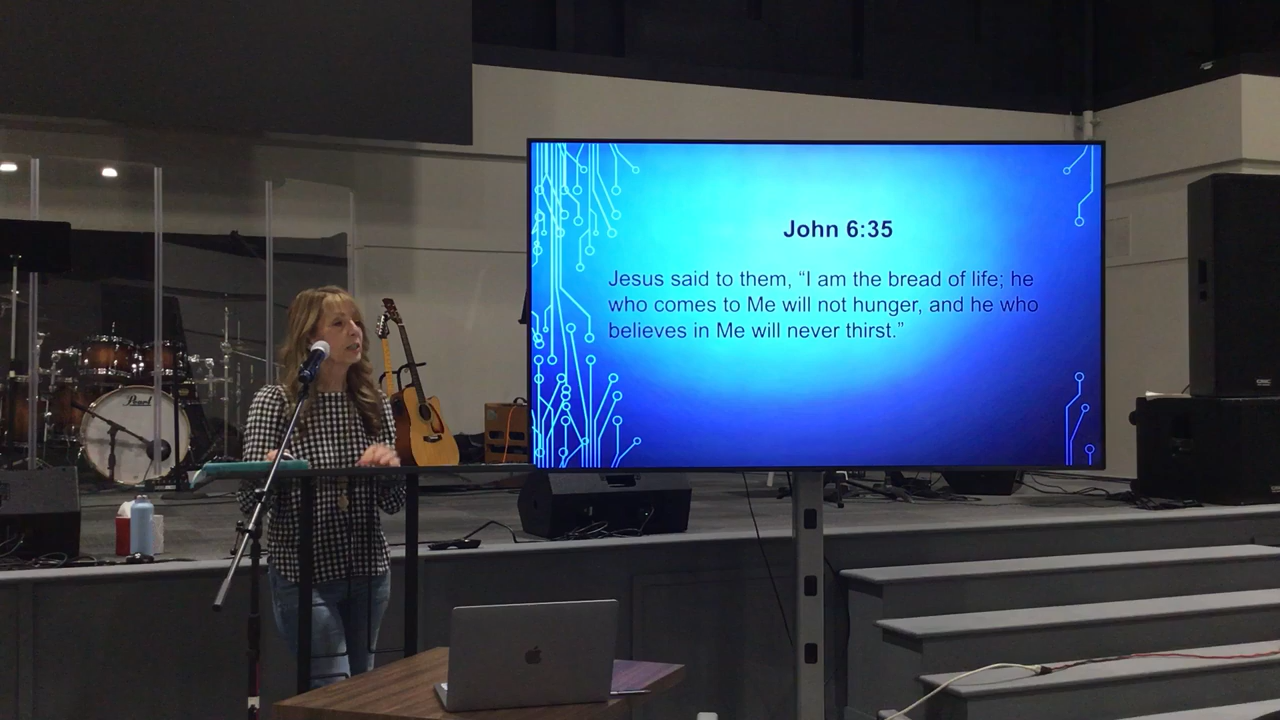 John 6:35
Jesus said to them, “I am the bread of life; he
who comes to Me will not hunger, and he who
believes in Me will never thirst.”
Pearl